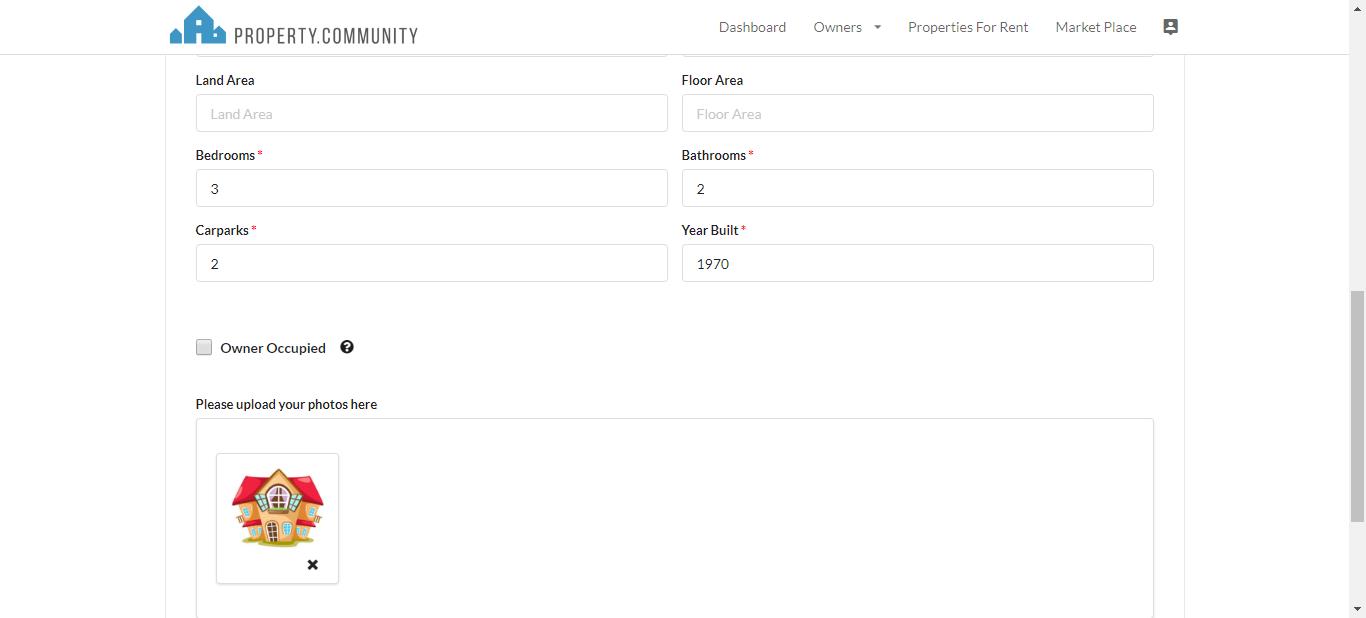 PROPERTY.COMMUNITY
Dashboard Owners Properties For Rent Market Place
Land Area Floor Area
Land Area Floor Area
Bedrooms * Bathrooms *
3 2
Carparks * Year Built *
2 1970
Owner Occupied ?
Please upload your photos here